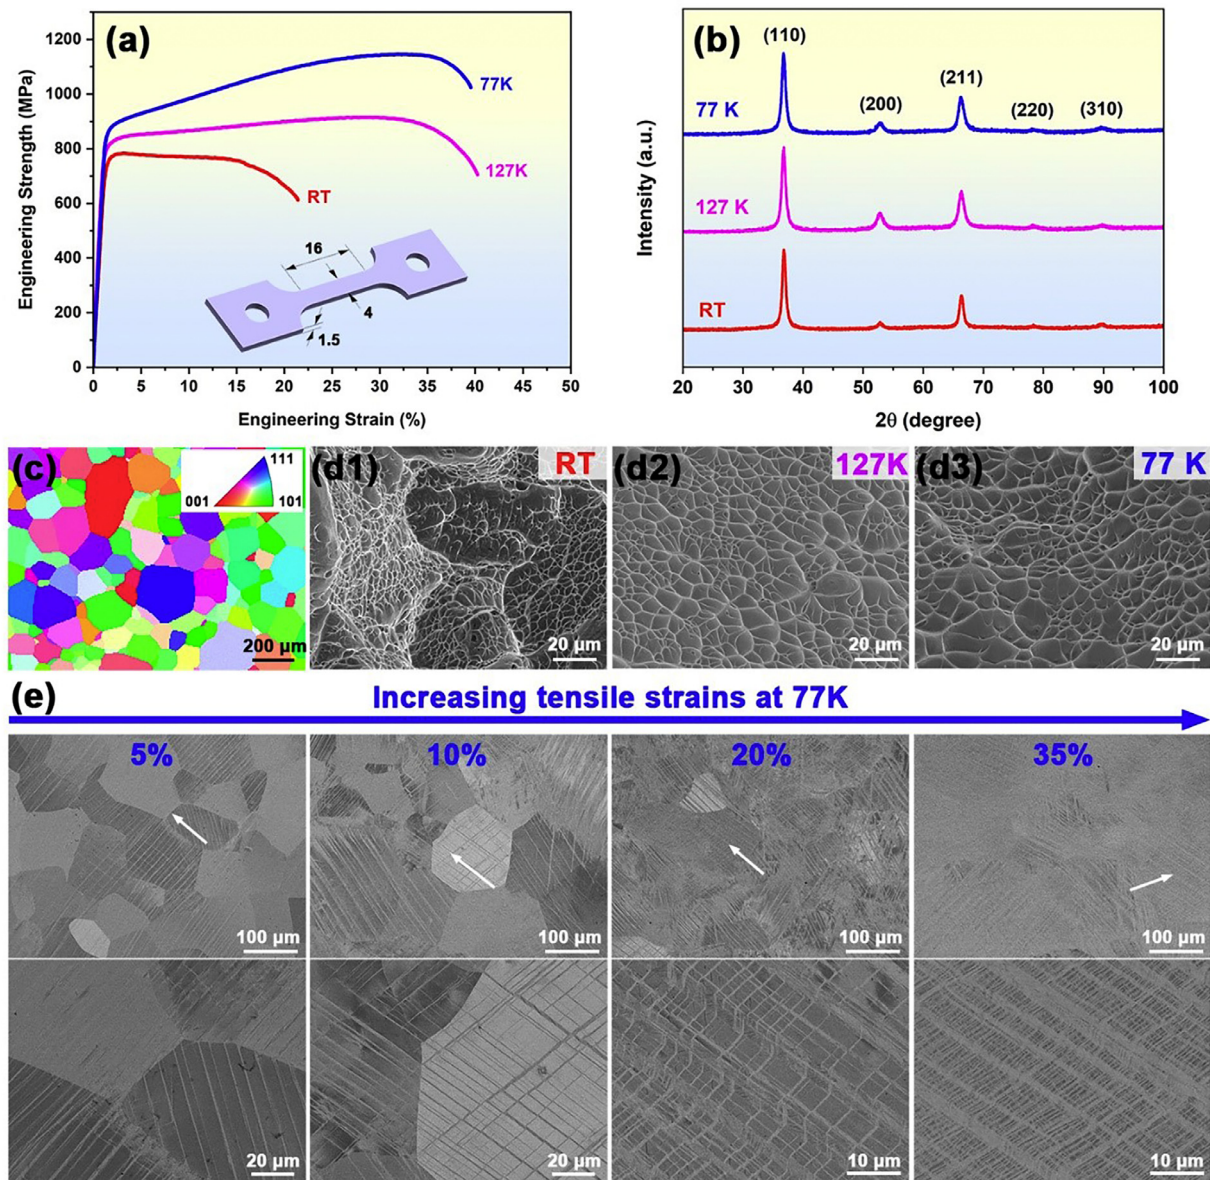 (a)
1200
1000
800
600
400
200
0
Engineering Strength (MPa)
77K
127K
RT
16
4
1.5
0 5 10 15 20 25 30 35 40 45 50
Engineering Strain (%)
(b)
(110)
(200)
(211)
(220)
(310)
77 K
127 K
RT
Intensity (a.u.)
20 30 40 50 60 70 80 90 100
2θ (degree)
(c)
111
001
101
200 µm
(d1)
RT
20 µm
(d2)
127K
20 µm
(d3)
77 K
20 µm
(e)
Increasing tensile strains at 77K
5%
100 µm
10%
100 µm
20%
100 µm
35%
100 µm
20 µm
20 µm
10 µm
10 µm